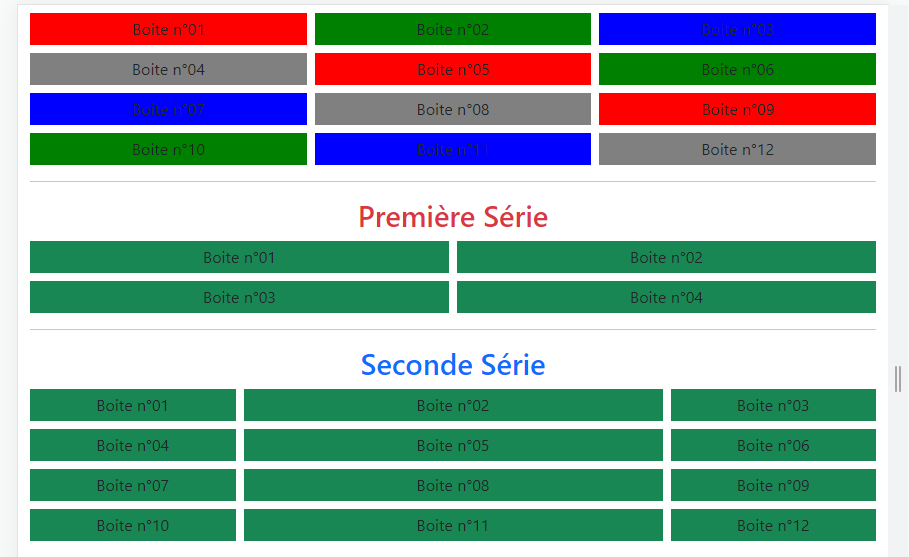 Boite n°01 Boite n°02 Boite n°03
Boite n°04 Boite n°05 Boite n°06
Boite n°07 Boite n°08 Boite n°09
Boite n°10 Boite n°11 Boite n°12
Première Série
Boite n°01 Boite n°02
Boite n°03 Boite n°04
Seconde Série
Boite n°01 Boite n°02 Boite n°03
Boite n°04 Boite n°05 Boite n°06
Boite n°07 Boite n°08 Boite n°09
Boite n°10 Boite n°11 Boite n°12